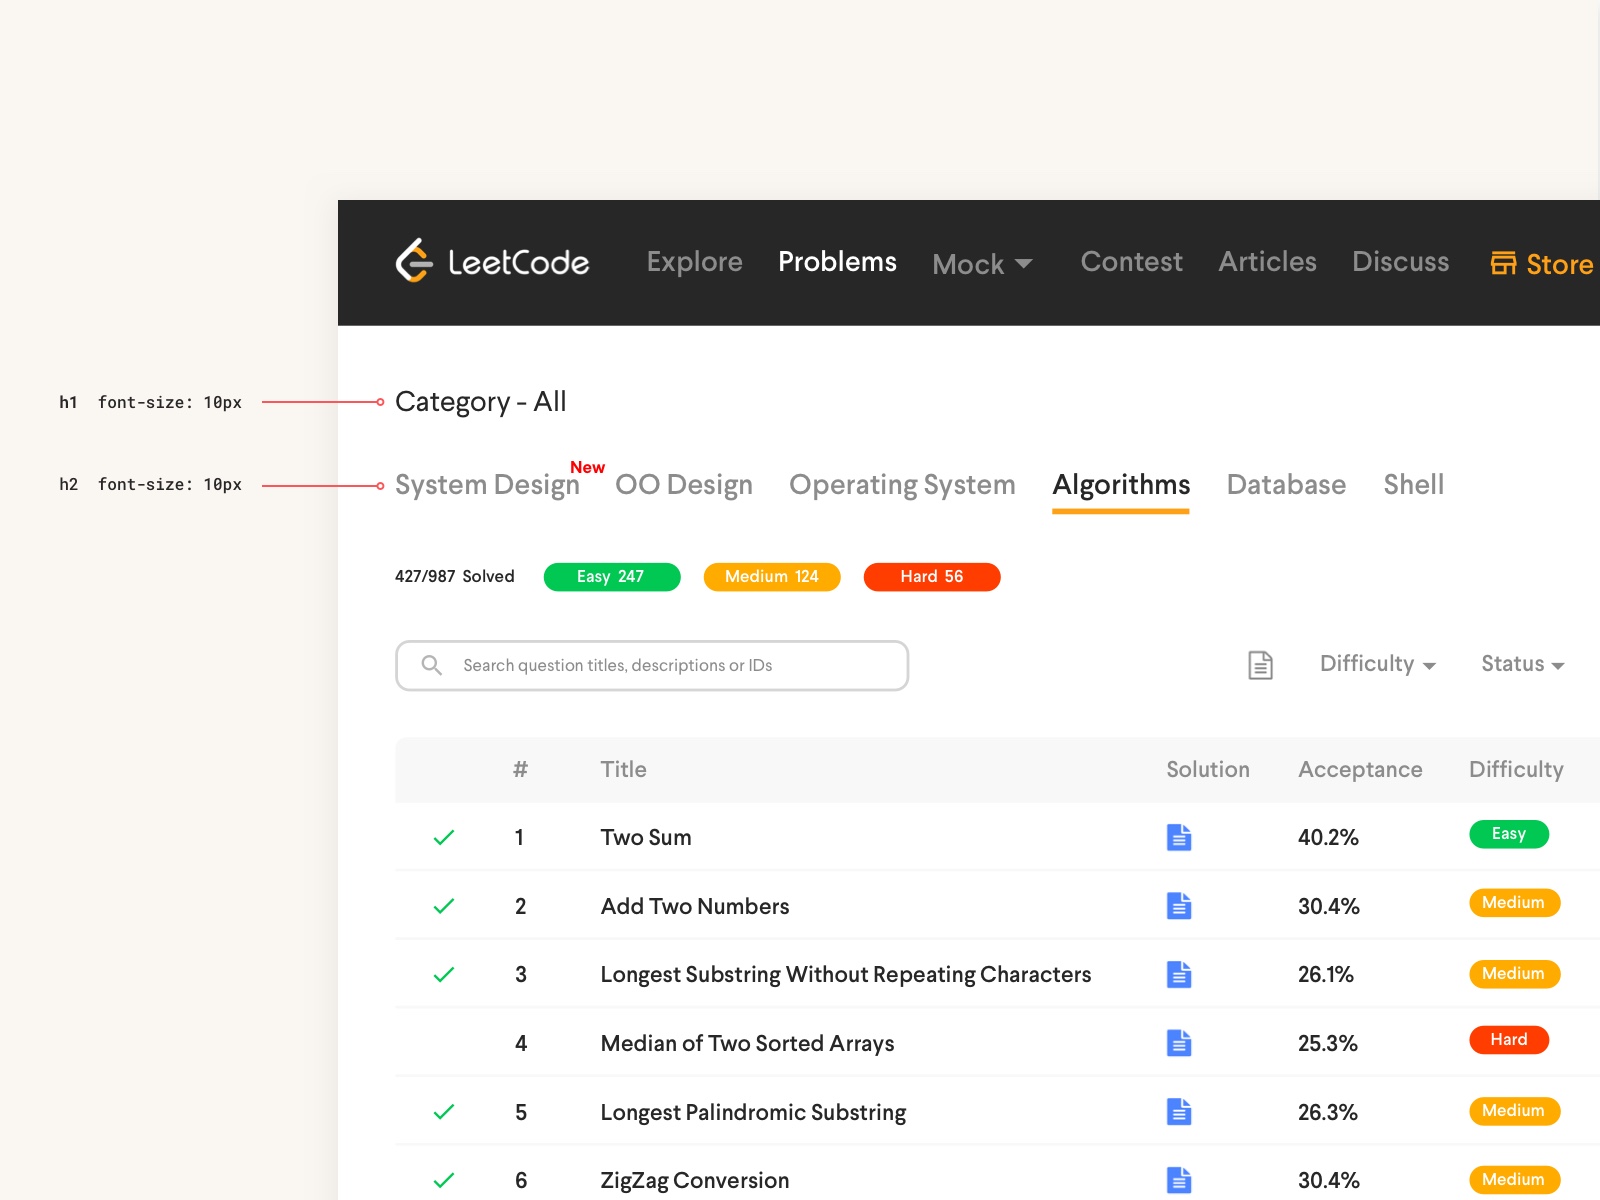 LeetCode Explore Problems Mock Contest Articles Discuss Store
h1 font-size: 10px Category - All
h2 font-size: 10px System Design New OO Design Operating System Algorithms Database Shell
427/987 Solved Easy 247 Medium 124 Hard 56
Search question titles, descriptions or IDs Difficulty Status
# Title Solution Acceptance Difficulty
1 Two Sum 40.2% Easy
2 Add Two Numbers 30.4% Medium
3 Longest Substring Without Repeating Characters 26.1% Medium
4 Median of Two Sorted Arrays 25.3% Hard
5 Longest Palindromic Substring 26.3% Medium
6 ZigZag Conversion 30.4% Medium